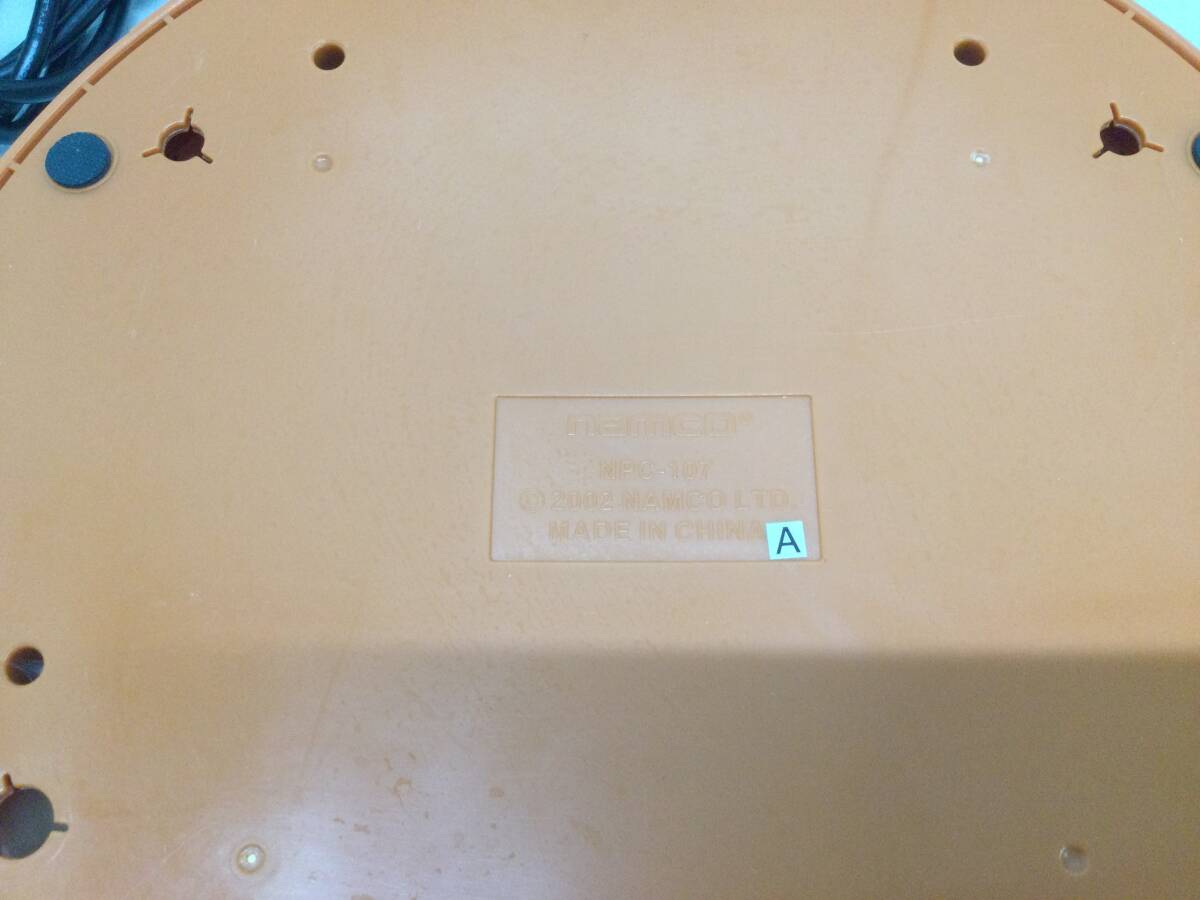 namco®
NPC-107
© 2002 NAMCO LTD.
MADE IN CHINA
A